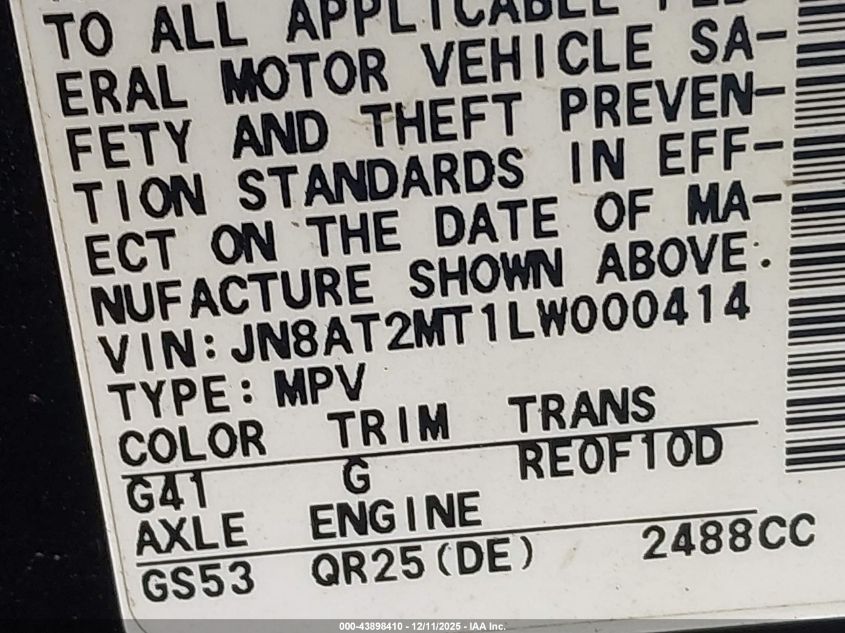 TO ALL APPLICABLE FED-
ERAL MOTOR VEHICLE SA-
FETY AND THEFT PREVEN-
TION STANDARDS IN EFF-
ECT ON THE DATE OF MA-
NUFACTURE SHOWN ABOVE.
VIN: JN8AT2MT1LW000414
TYPE: MPV
COLOR TRIM TRANS
G41 G RE0F10D
AXLE ENGINE
GS53 QR25(DE) 2488CC
000-43898410 - 12/11/2025 - IAA Inc.